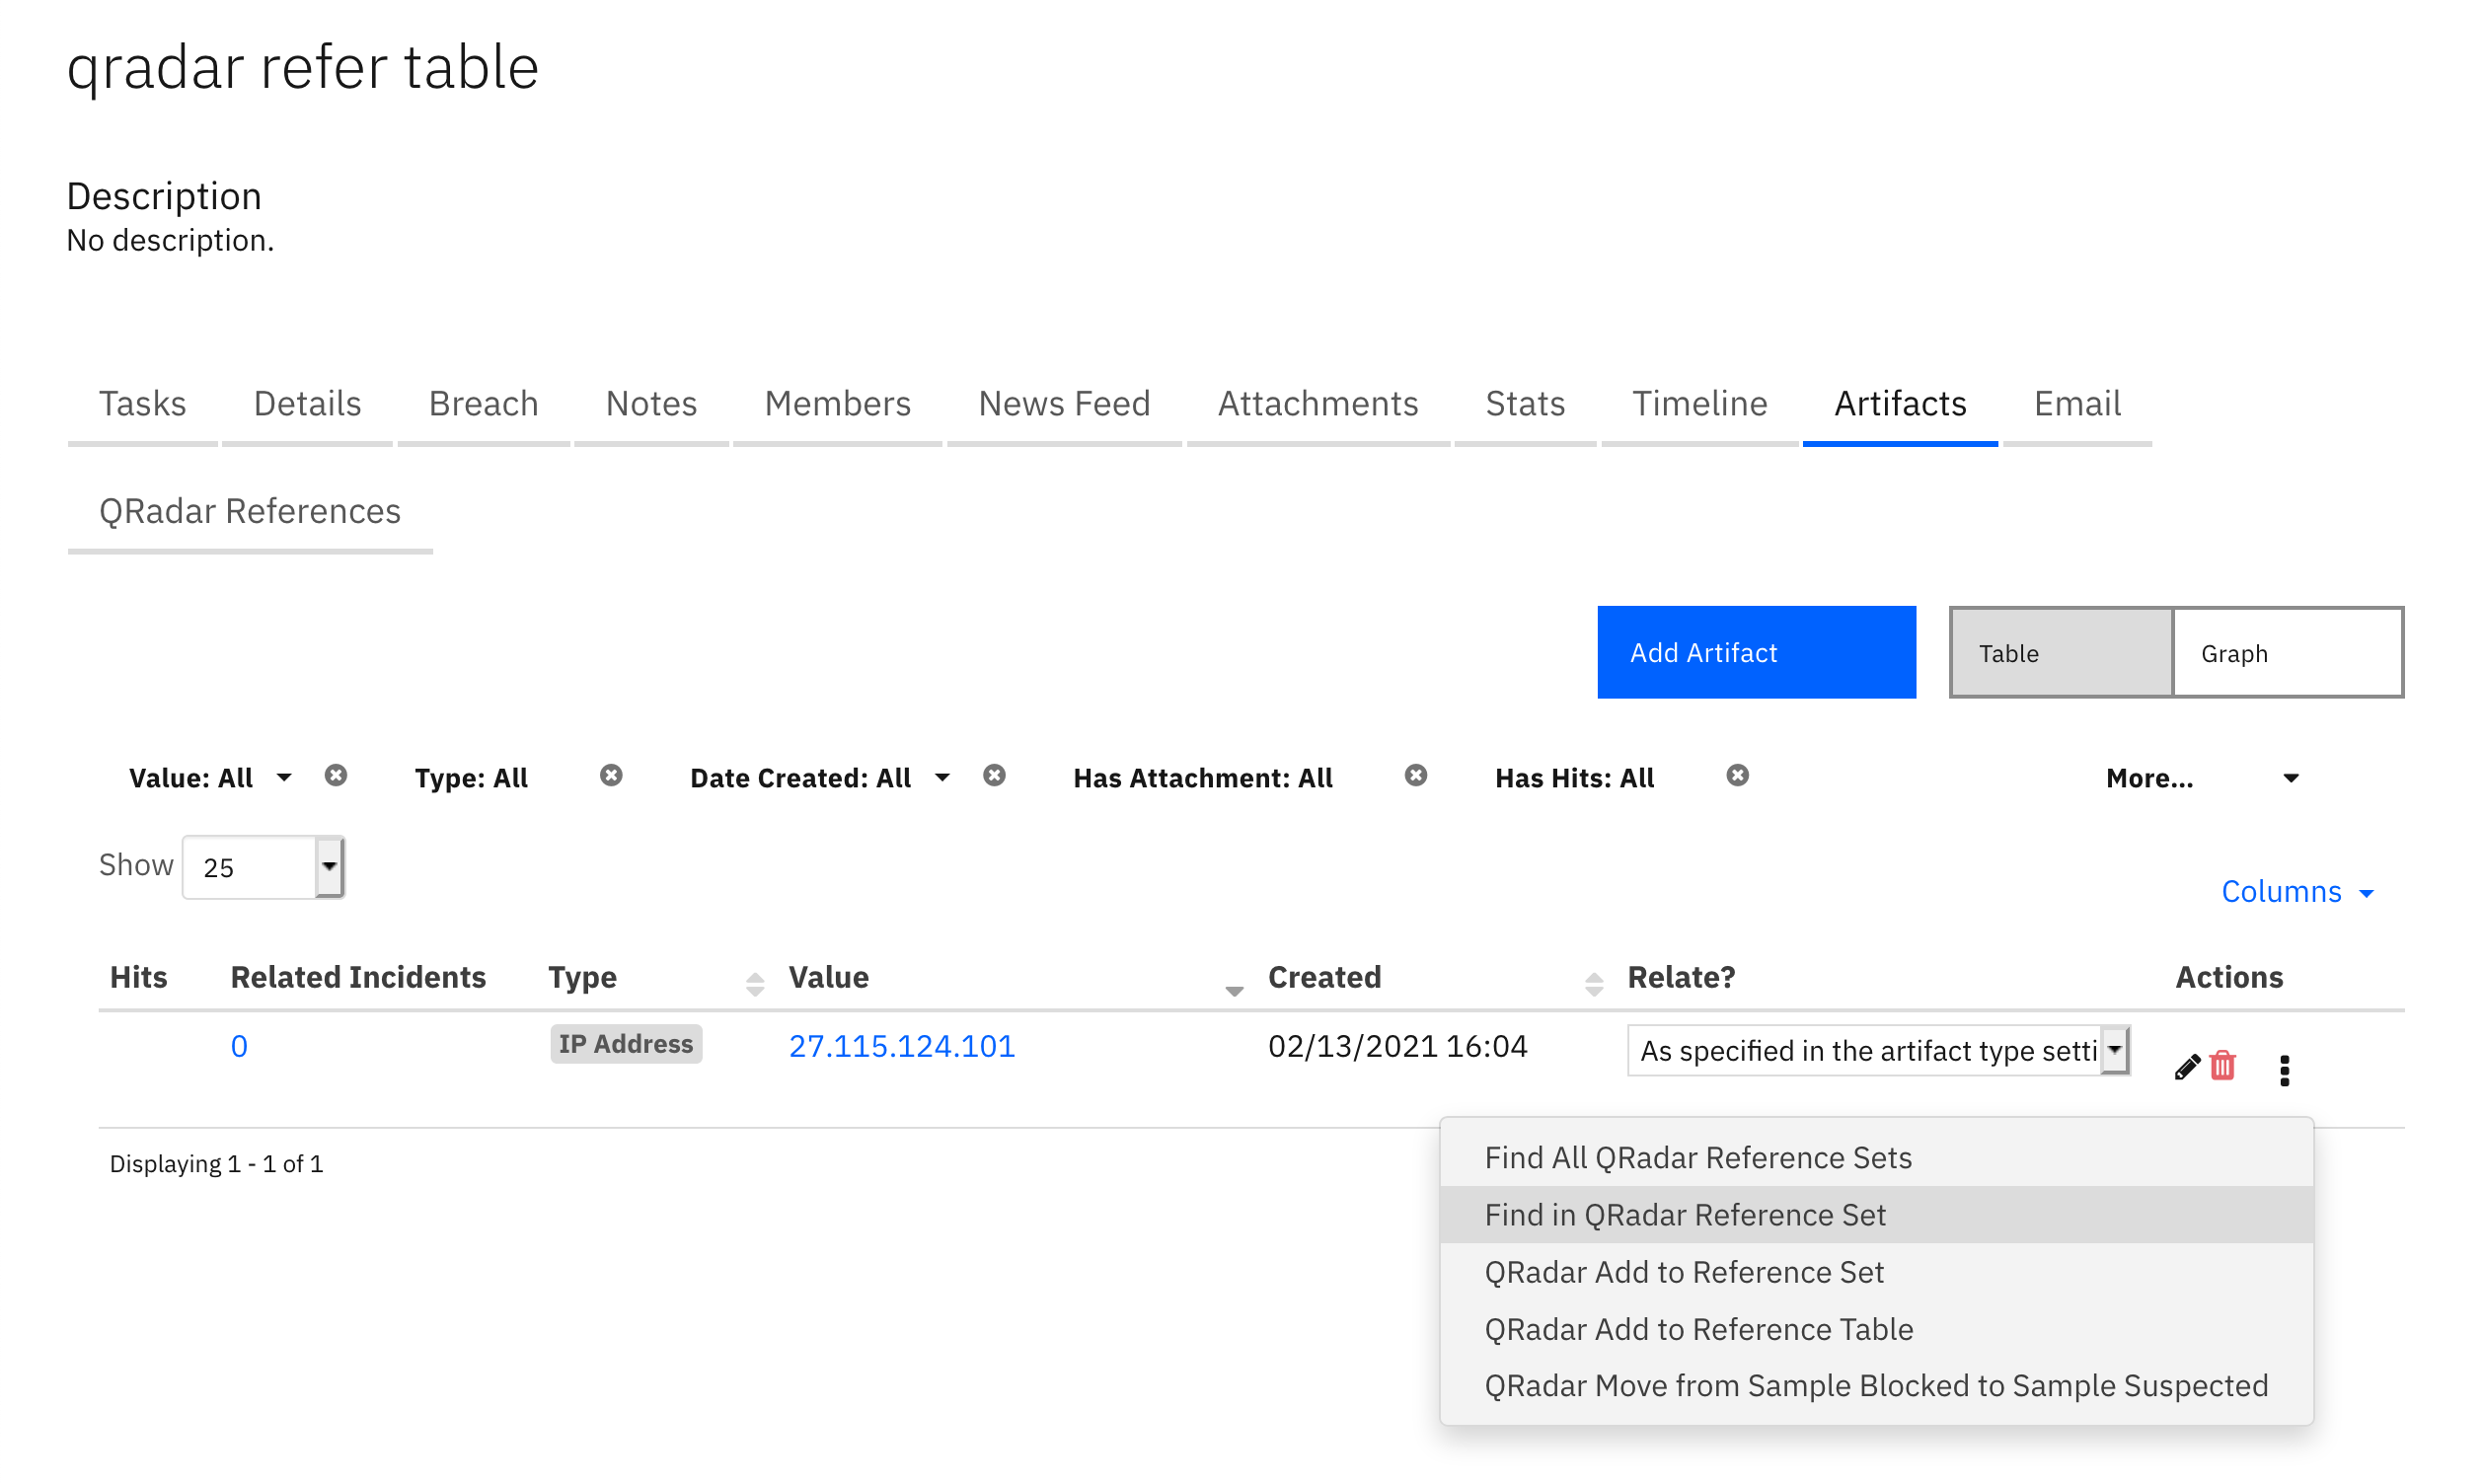 qradar refer table
Description
No description.
Tasks Details Breach Notes Members News Feed Attachments Stats Timeline Artifacts Email
QRadar References
Add Artifact Table Graph
Value: All Type: All Date Created: All Has Attachment: All Has Hits: All More...
Show 25
Columns
Hits Related Incidents Type Value Created Relate? Actions
0 IP Address 27.115.124.101 02/13/2021 16:04 As specified in the artifact type setti
Displaying 1 - 1 of 1
Find All QRadar Reference Sets
Find in QRadar Reference Set
QRadar Add to Reference Set
QRadar Add to Reference Table
QRadar Move from Sample Blocked to Sample Suspected